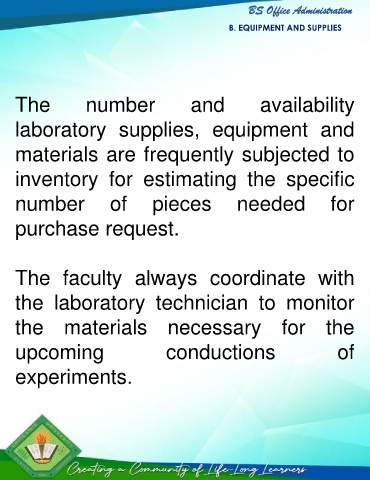 BS Office Administration
B. EQUIPMENT AND SUPPLIES
The number and availability
laboratory supplies, equipment and
materials are frequently subjected to
inventory for estimating the specific
number of pieces needed for
purchase request.
The faculty always coordinate with
the laboratory technician to monitor
the materials necessary for the
upcoming conductions of
experiments.
Creating a Community of Life-Long Learners